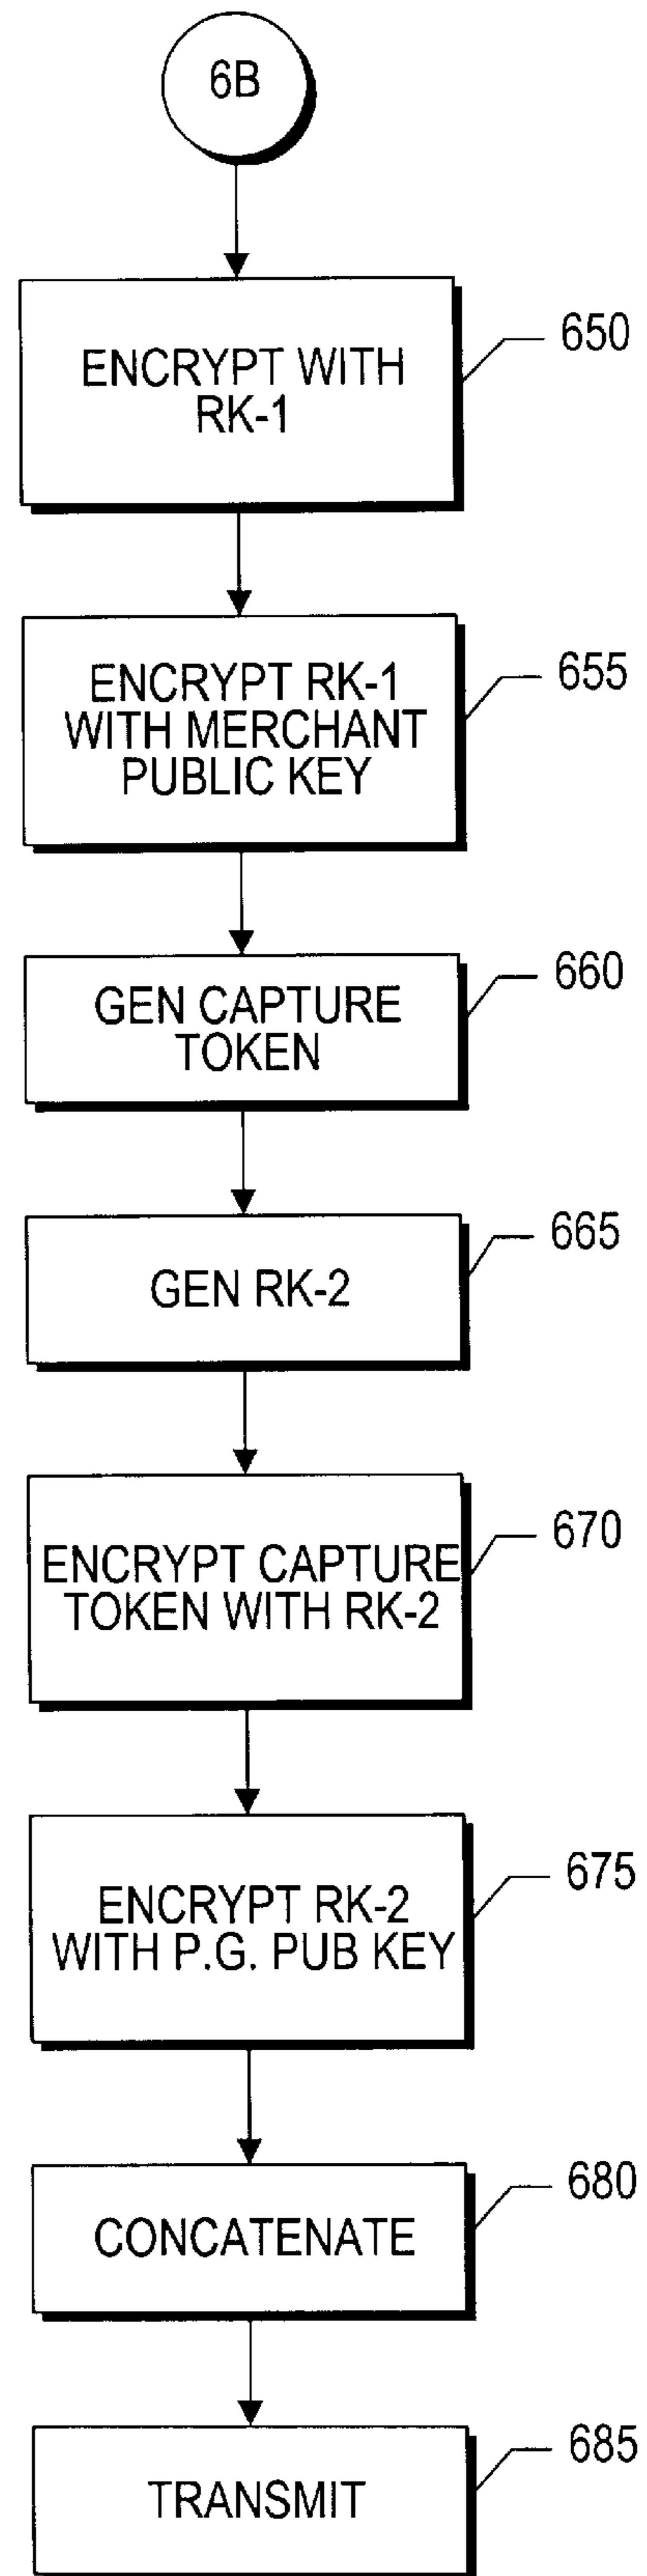 6B
ENCRYPT WITH
RK-1
650
ENCRYPT RK-1
WITH MERCHANT
PUBLIC KEY
655
GEN CAPTURE
TOKEN
660
GEN RK-2
665
ENCRYPT CAPTURE
TOKEN WITH RK-2
670
ENCRYPT RK-2
WITH P.G. PUB KEY
675
CONCATENATE
680
TRANSMIT
685